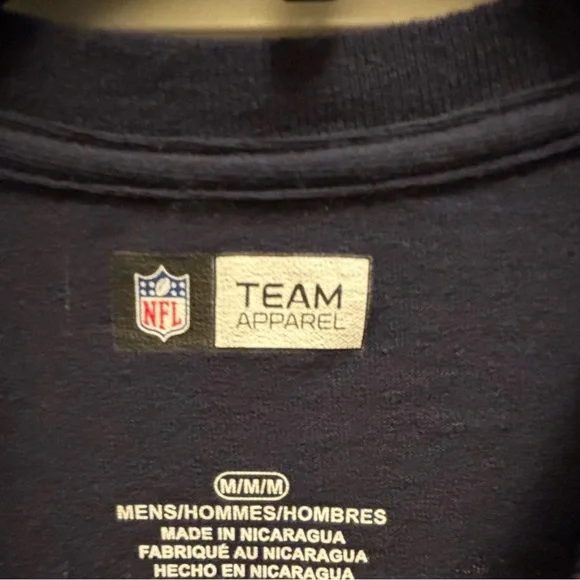 NFL
TEAM
APPAREL
M/M/M
MENS/HOMMES/HOMBRES
MADE IN NICARAGUA
FABRIQUÉ AU NICARAGUA
HECHO EN NICARAGUA